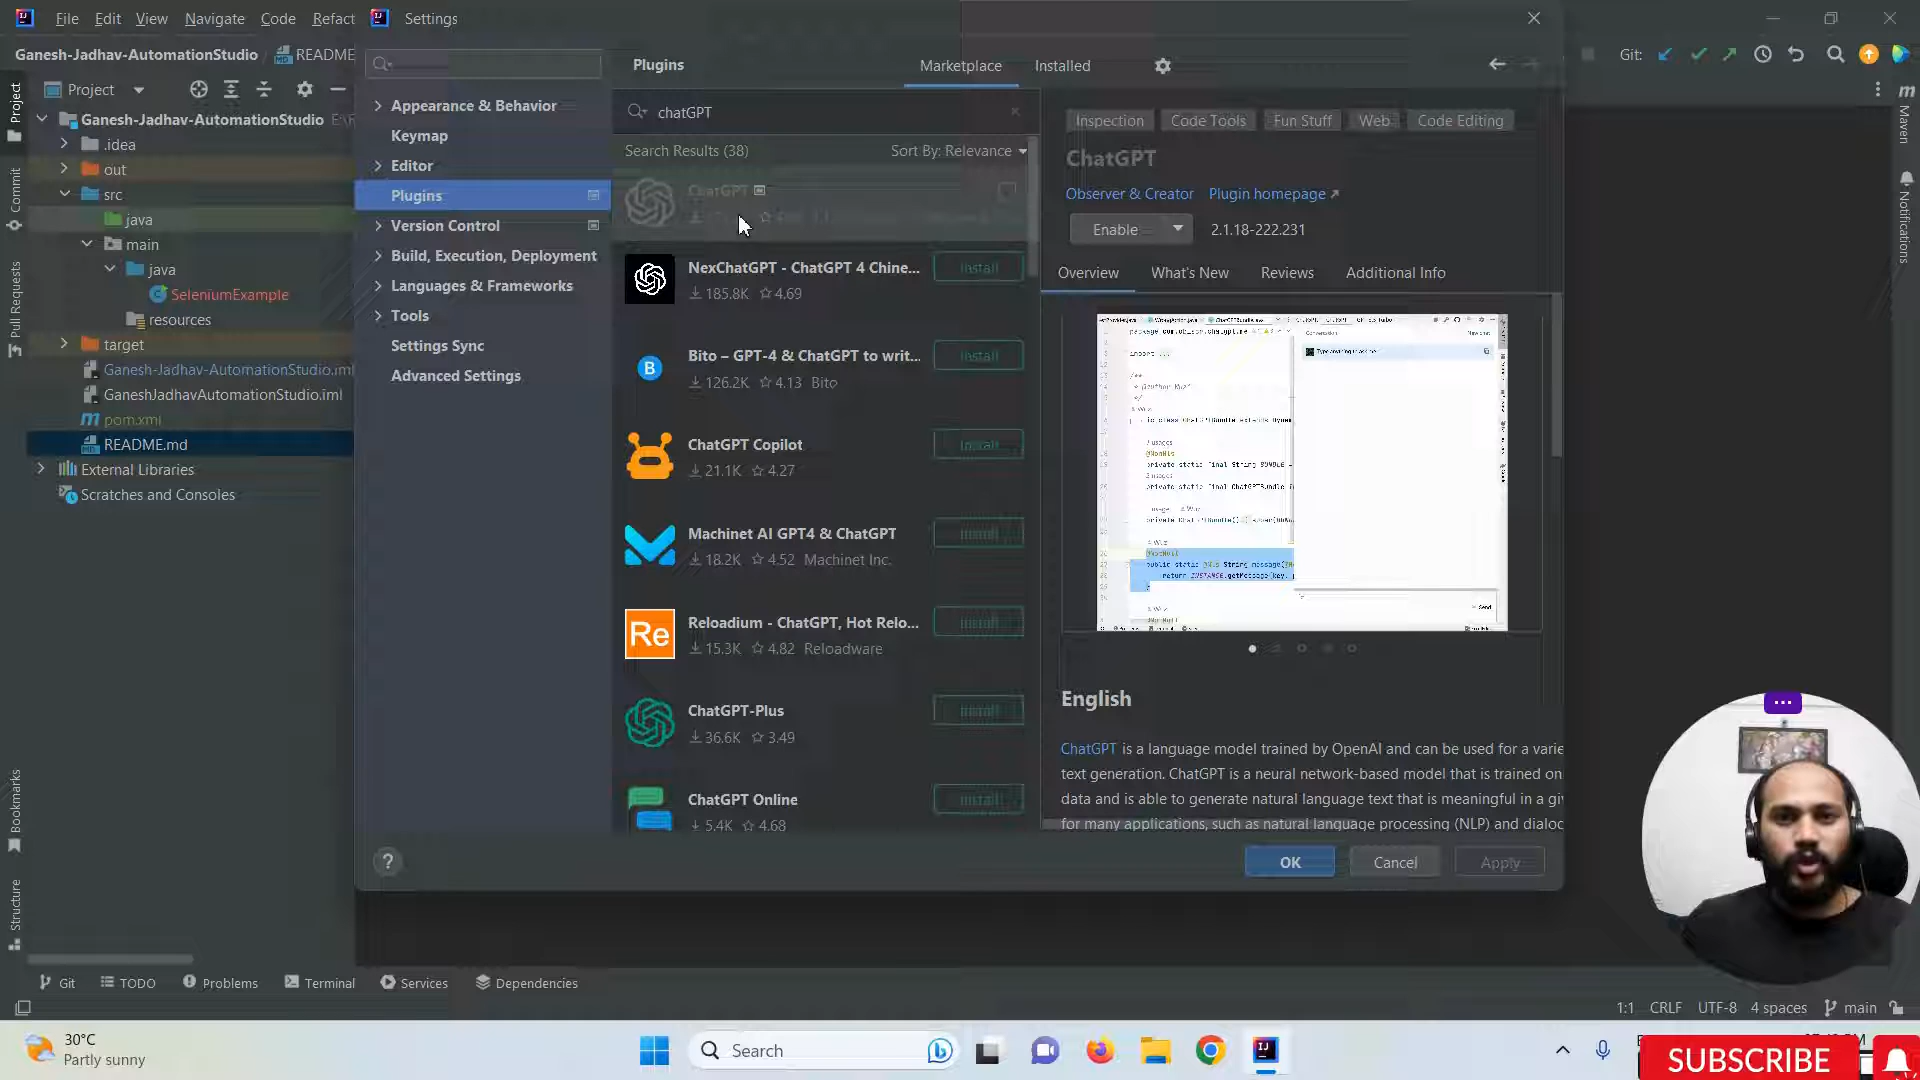 File Edit View Navigate Code Refact
Settings
Ganesh-Jadhav-AutomationStudio README
Git:
Project
Ganesh-Jadhav-AutomationStudio
.idea
out
src
java
main
java
SeleniumExample
resources
target
Ganesh-Jadhav-AutomationStudio.iml
GaneshJadhavAutomationStudio.iml
pom.xml
README.md
External Libraries
Scratches and Consoles
Project
Commit
Pull Requests
Bookmarks
Structure
Appearance & Behavior
Keymap
Editor
Plugins
Version Control
Build, Execution, Deployment
Languages & Frameworks
Tools
Settings Sync
Advanced Settings
Plugins Marketplace Installed
chatGPT
Search Results (38) Sort By: Relevance
ChatGPT
NexChatGPT - ChatGPT 4 Chine... Install
185.8K 4.69
Bito – GPT-4 & ChatGPT to writ... Install
126.2K 4.13 Bito
ChatGPT Copilot Install
21.1K 4.27
Machinet AI GPT4 & ChatGPT Install
18.2K 4.52 Machinet Inc.
Reloadium - ChatGPT, Hot Relo... Install
15.3K 4.82 Reloadware
ChatGPT-Plus Install
36.6K 3.49
ChatGPT Online Install
5.4K 4.68
Inspection Code Tools Fun Stuff Web Code Editing
ChatGPT
Observer & Creator Plugin homepage
Enable 2.1.18-222.231
Overview What's New Reviews Additional Info
English
ChatGPT is a language model trained by OpenAI and can be used for a varie
text generation. ChatGPT is a neural network-based model that is trained on
data and is able to generate natural language text that is meaningful in a gi
for many applications, such as natural language processing (NLP) and dialoc
OK Cancel Apply
Maven
Notifications
Git TODO Problems Terminal Services Dependencies
1:1 CRLF UTF-8 4 spaces main
30°C
Partly sunny
Search
SUBSCRIBE